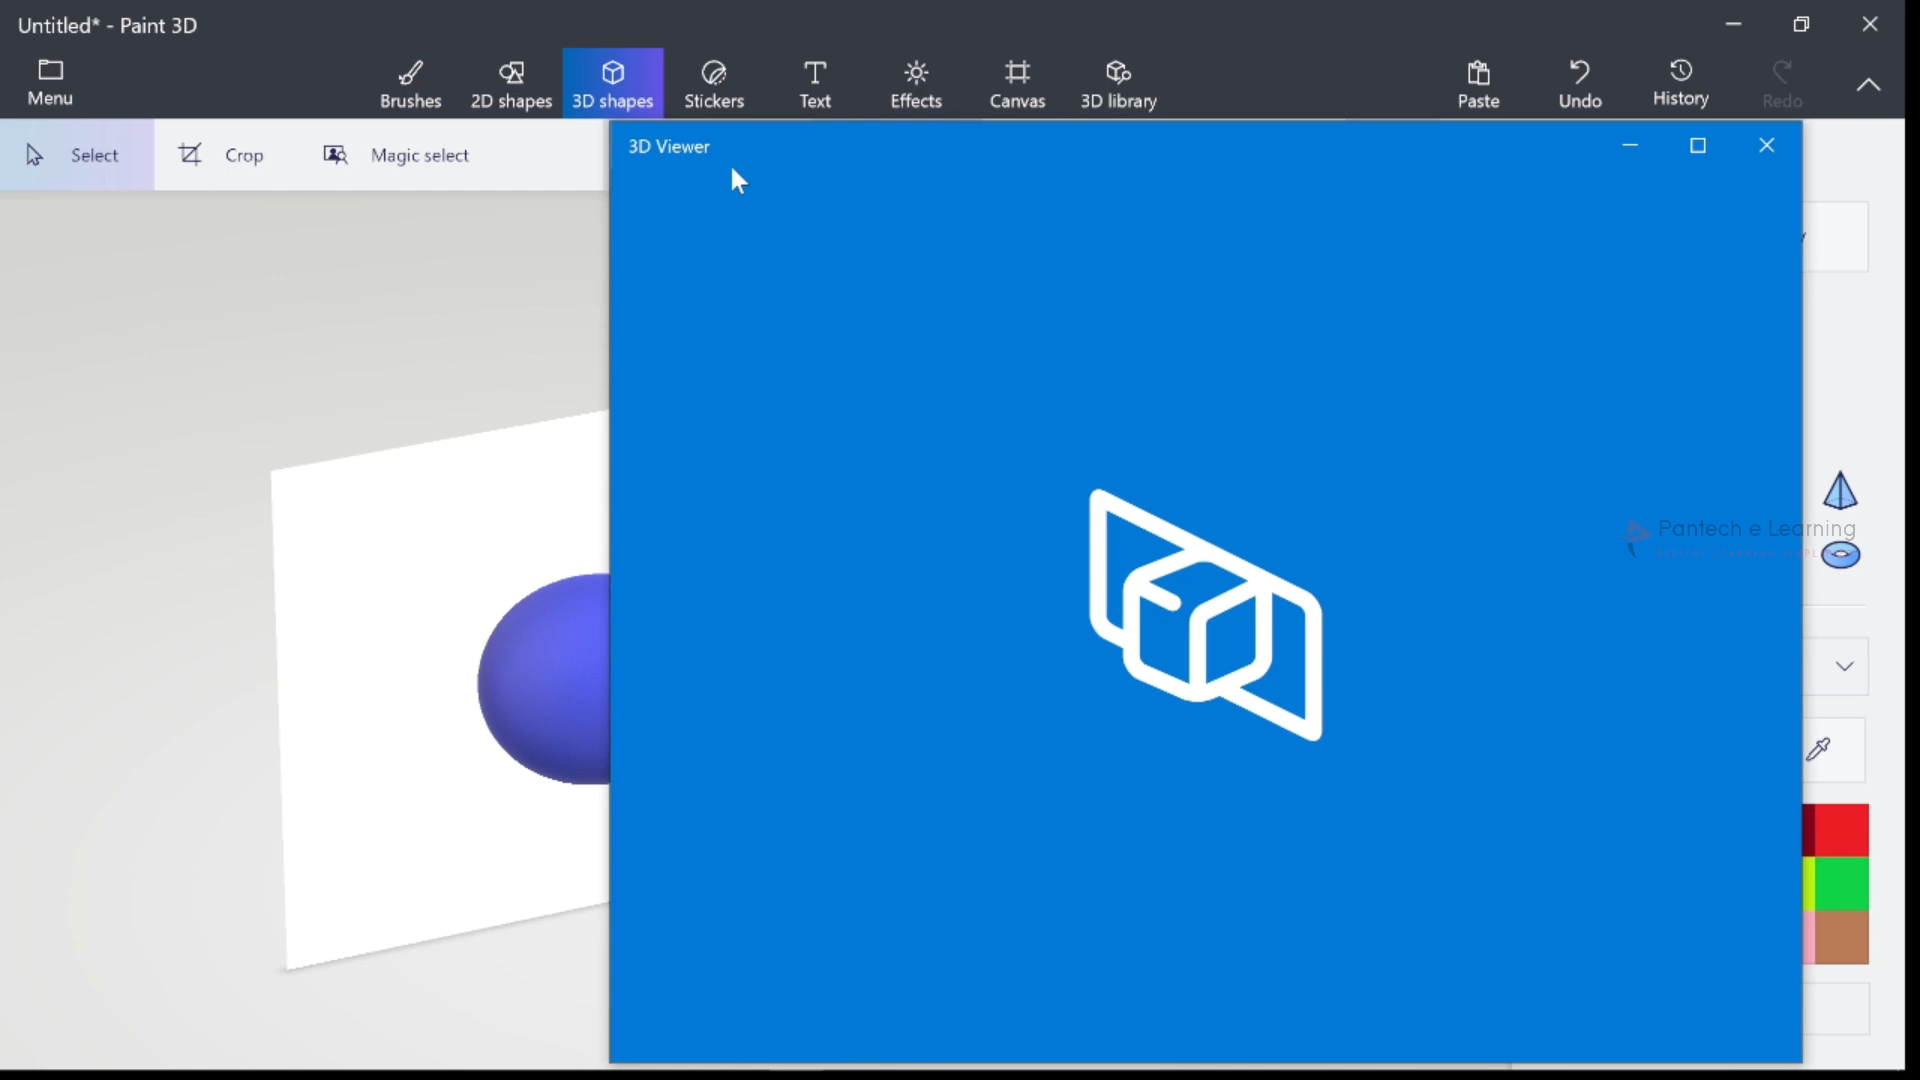 Untitled* - Paint 3D
Menu
Brushes
2D shapes
3D shapes
Stickers
Text
Effects
Canvas
3D library
Paste
Undo
History
Redo
Select
Crop
Magic select
3D Viewer
Pantech e Learning